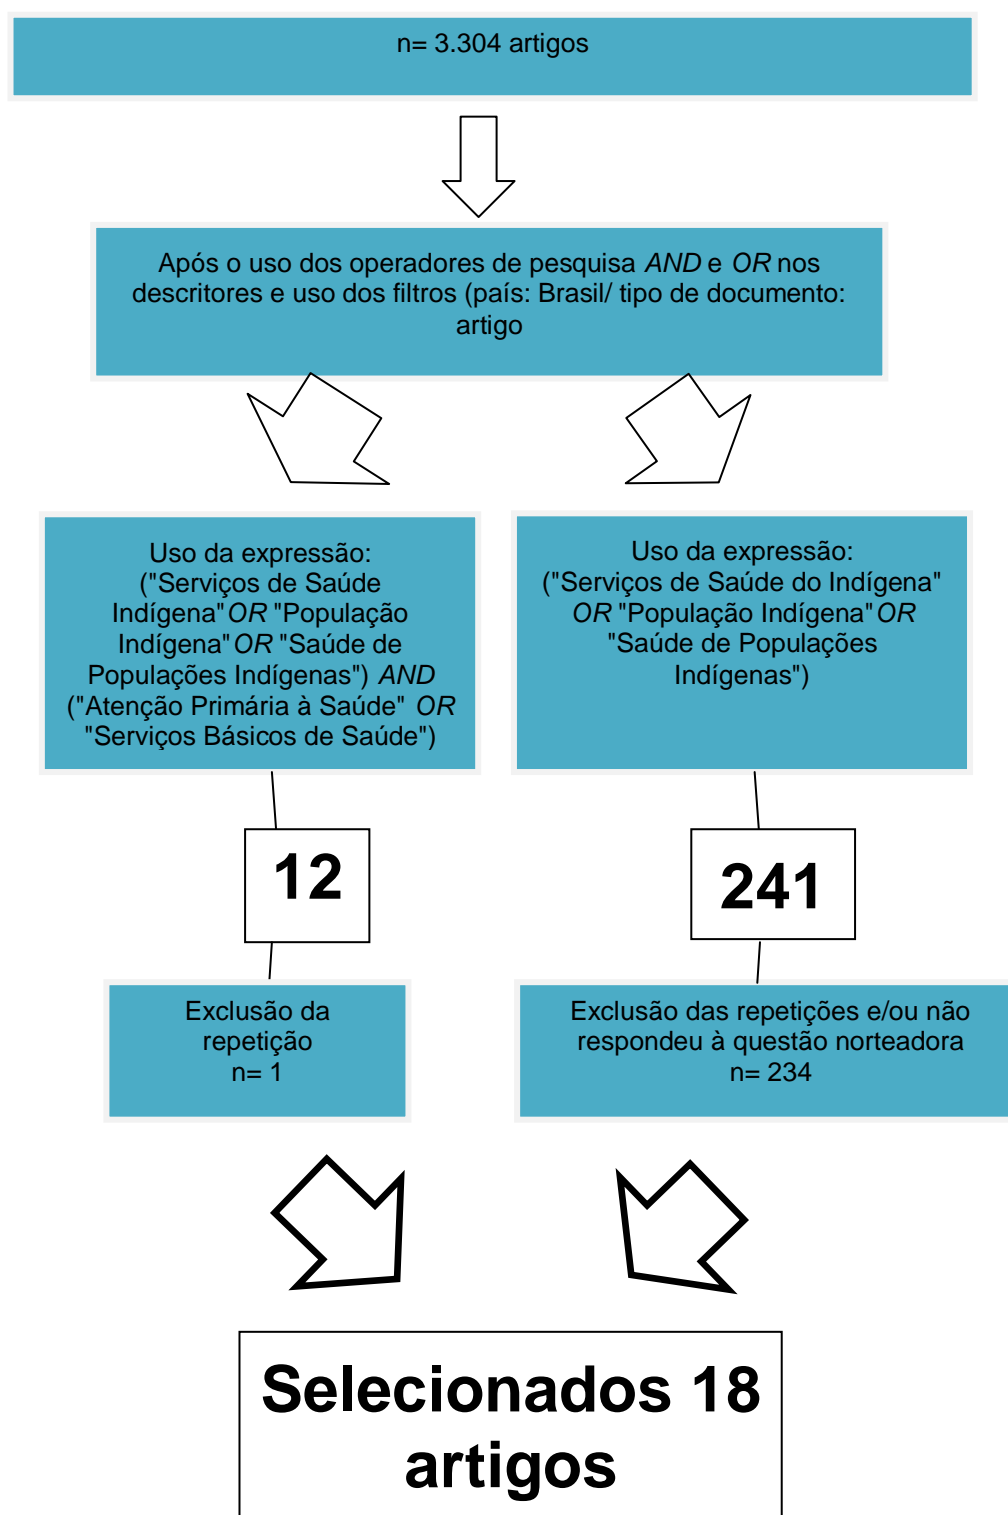 n= 3.304 artigos
Após o uso dos operadores de pesquisa AND e OR nos
descritores e uso dos filtros (país: Brasil/ tipo de documento:
artigo
Uso da expressão:
("Serviços de Saúde
Indígena"OR "População
Indígena"OR "Saúde de
Populações Indígenas") AND
("Atenção Primária à Saúde" OR
"Serviços Básicos de Saúde")
Uso da expressão:
("Serviços de Saúde do Indígena"
OR "População Indígena"OR
"Saúde de Populações
Indígenas")
12
241
Exclusão da
repetição
n= 1
Exclusão das repetições e/ou não
respondeu à questão norteadora
n= 234
Selecionados 18
artigos